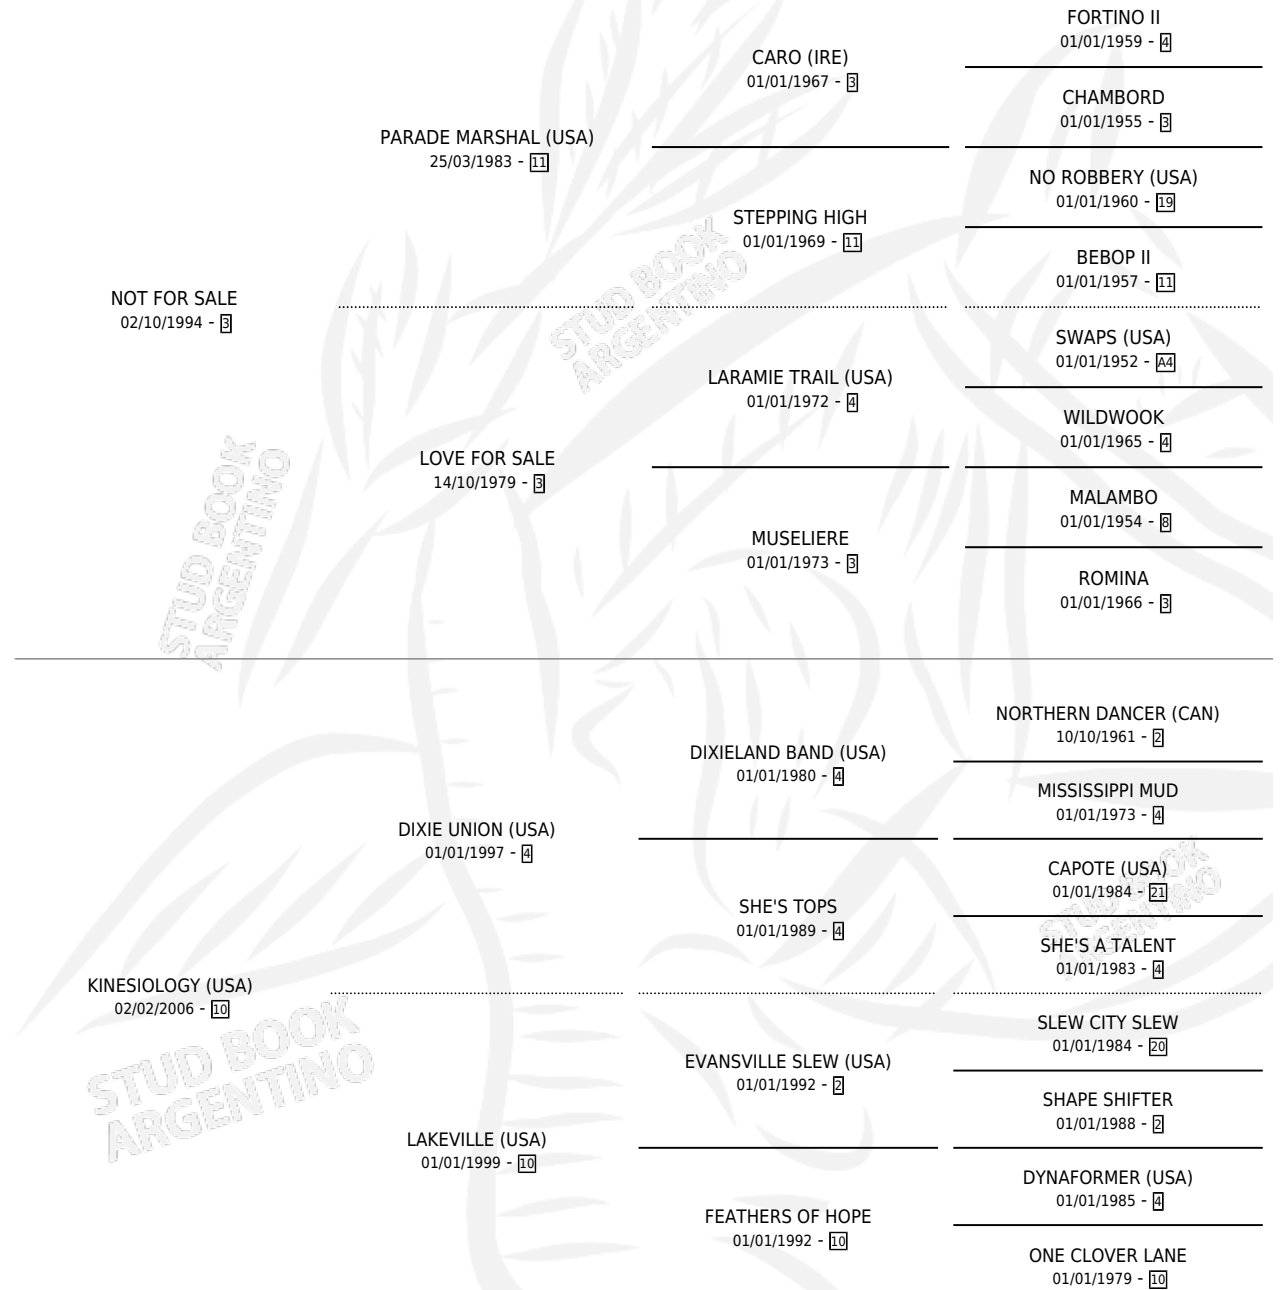 FORTINO II
01/01/1959 - 4
CARO (IRE)
01/01/1967 - 3
CHAMBORD
01/01/1955 - 3
PARADE MARSHAL (USA)
25/03/1983 - 11
NO ROBBERY (USA)
01/01/1960 - 19
STEPPING HIGH
01/01/1969 - 11
BEBOP II
01/01/1957 - 11
NOT FOR SALE
02/10/1994 - 3
SWAPS (USA)
01/01/1952 - A4
LARAMIE TRAIL (USA)
01/01/1972 - 4
WILDWOOK
01/01/1965 - 4
LOVE FOR SALE
14/10/1979 - 3
MALAMBO
01/01/1954 - 8
MUSELIERE
01/01/1973 - 3
ROMINA
01/01/1966 - 3
STUD BOOK
ARGENTINO
STUD BOOK
ARGENTINO
NORTHERN DANCER (CAN)
10/10/1961 - 2
DIXIELAND BAND (USA)
01/01/1980 - 4
MISSISSIPPI MUD
01/01/1973 - 4
DIXIE UNION (USA)
01/01/1997 - 4
CAPOTE (USA)
01/01/1984 - 21
SHE'S TOPS
01/01/1989 - 4
SHE'S A TALENT
01/01/1983 - 4
KINESIOLOGY (USA)
02/02/2006 - 10
SLEW CITY SLEW
01/01/1984 - 20
EVANSVILLE SLEW (USA)
01/01/1992 - 2
SHAPE SHIFTER
01/01/1988 - 2
LAKEVILLE (USA)
01/01/1999 - 10
DYNAFORMER (USA)
01/01/1985 - 4
FEATHERS OF HOPE
01/01/1992 - 10
ONE CLOVER LANE
01/01/1979 - 10
STUD BOOK
ARGENTINO
STUD BOOK
ARGENTINO